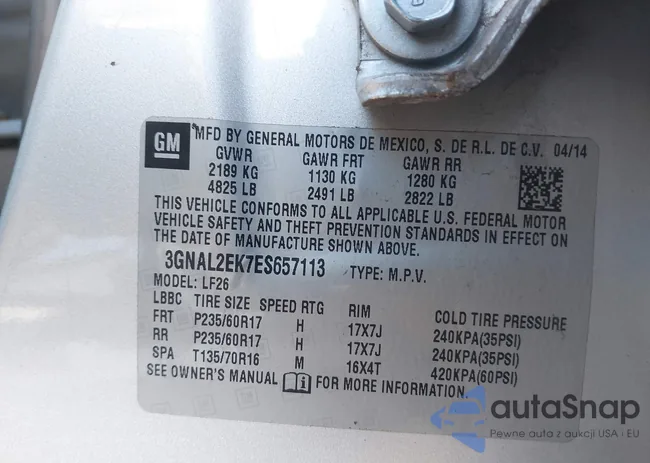 GM MFD BY GENERAL MOTORS DE MEXICO, S. DE R.L. DE C.V. 04/14
GVWR GAWR FRT GAWR RR
2189 KG 1130 KG 1280 KG
4825 LB 2491 LB 2822 LB
THIS VEHICLE CONFORMS TO ALL APPLICABLE U.S. FEDERAL MOTOR
VEHICLE SAFETY AND THEFT PREVENTION STANDARDS IN EFFECT ON
THE DATE OF MANUFACTURE SHOWN ABOVE.
3GNAL2EK7ES657113 TYPE: M.P.V.
MODEL: LF26
LBBC TIRE SIZE SPEED RTG RIM COLD TIRE PRESSURE
FRT P235/60R17 H 17X7J 240KPA(35PSI)
RR P235/60R17 H 17X7J 240KPA(35PSI)
SPA T135/70R16 M 16X4T 420KPA(60PSI)
SEE OWNER'S MANUAL i FOR MORE INFORMATION.
autaSnap
Pewne auta z aukcji USA i EU